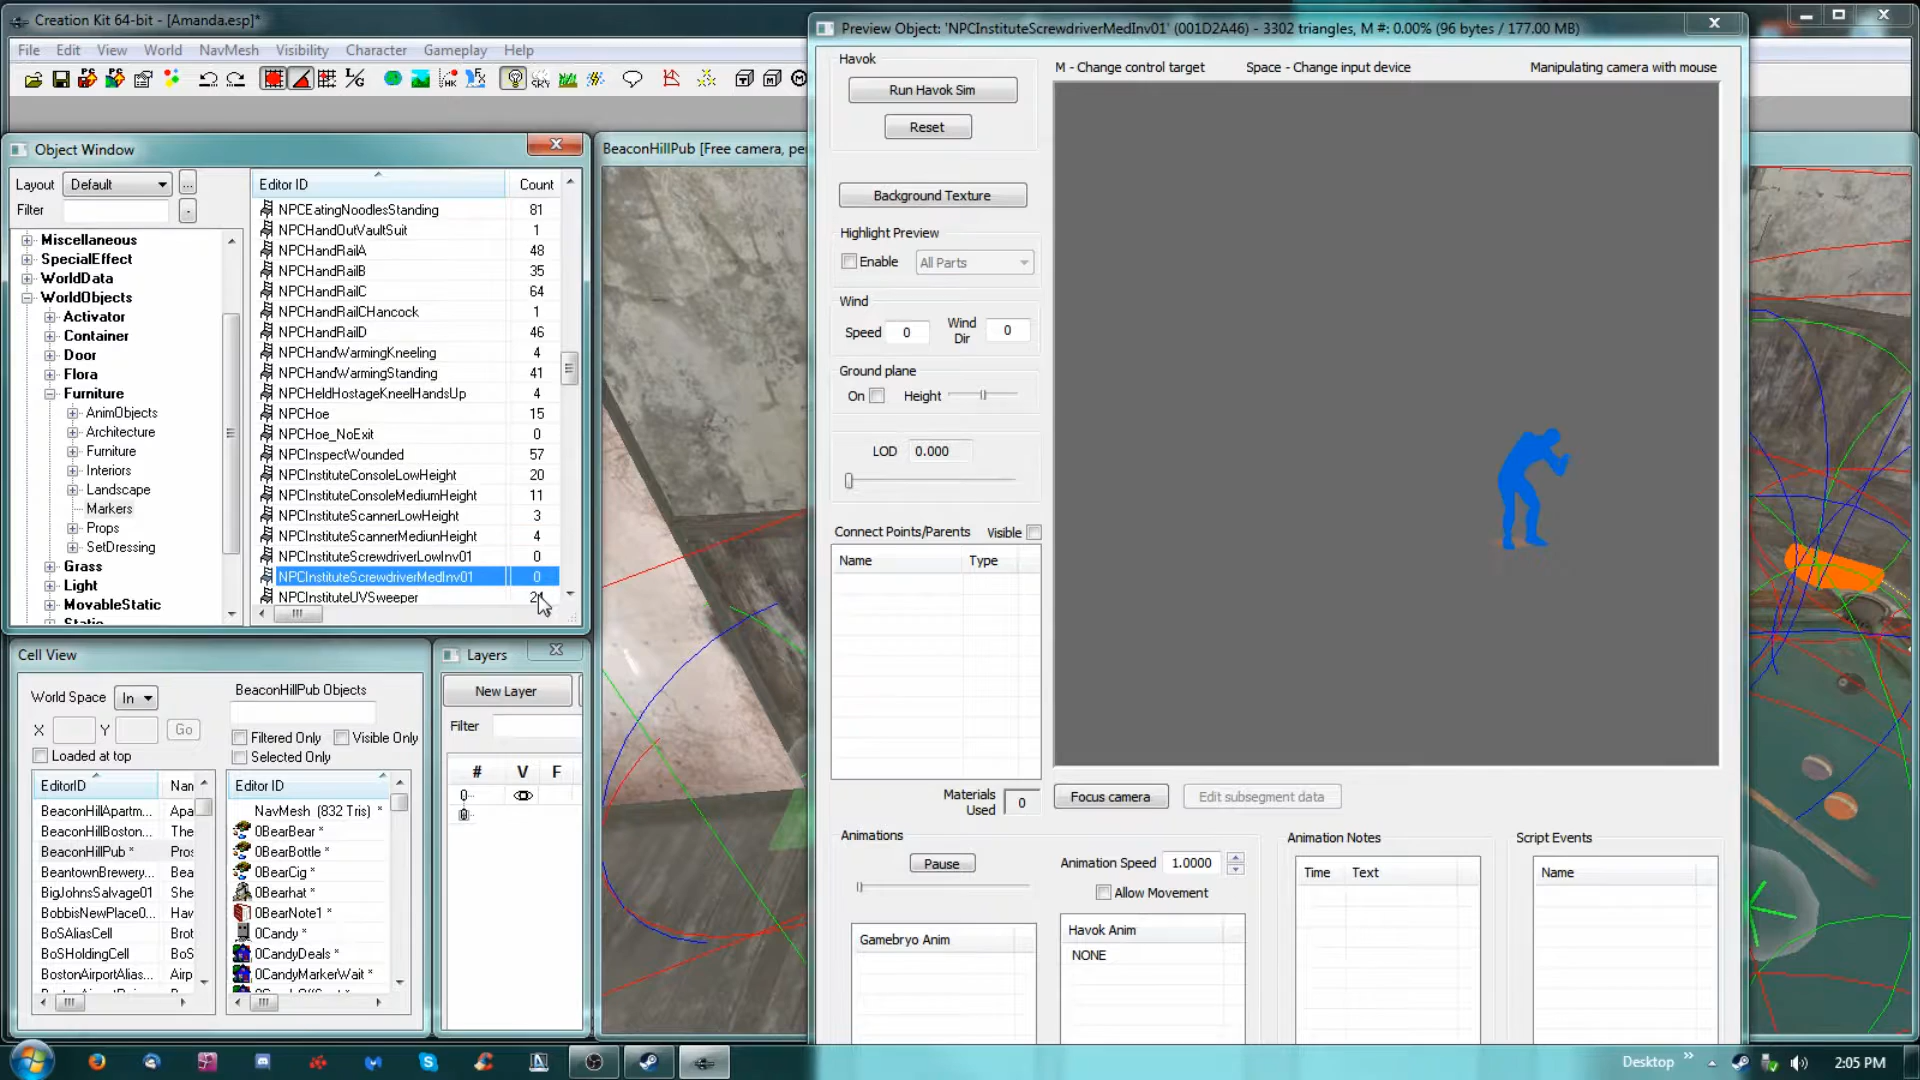 Creation Kit 64-bit - [Amanda.esp]*
File Edit View World NavMesh Visibility Character Gameplay Help
Object Window
Layout Default ...
Filter
Miscellaneous
SpecialEffect
WorldData
WorldObjects
Activator
Container
Door
Flora
Furniture
AnimObjects
Architecture
Furniture
Interiors
Landscape
Markers
Props
SetDressing
Grass
Light
MovableStatic
Editor ID Count
NPCEatingNoodlesStanding 81
NPCHandOutVaultSuit 1
NPCHandRailA 48
NPCHandRailB 35
NPCHandRailC 64
NPCHandRailCHancock 1
NPCHandRailD 46
NPCHandWarmingKneeling 4
NPCHandWarmingStanding 41
NPCHeldHostageKneelHandsUp 4
NPCHoe 15
NPCHoe_NoExit 0
NPCInspectWounded 57
NPCInstituteConsoleLowHeight 20
NPCInstituteConsoleMediumHeight 11
NPCInstituteScannerLowHeight 3
NPCInstituteScannerMediunHeight 4
NPCInstituteScrewdriverLowInv01 0
NPCInstituteScrewdriverMedInv01 0
NPCInstituteUVSweeper
Cell View
World Space In
X Y Go
Loaded at top
EditorID Nan
BeaconHillApartm... Apa
BeaconHillBoston... The
BeaconHillPub * Pros
BeantownBrewery... Bea
BigJohnsSalvage01 She
BobbisNewPlace0... Hav
BoSAliasCell Brot
BoSHoldingCell BoS
BostonAirportAlias... Airp
BeaconHillPub Objects
Filtered Only Visible Only
Selected Only
Editor ID
NavMesh (832 Tris) *
0BearBear *
0BearBottle *
0BearCig *
0Bearhat *
0BearNote1 *
0Candy *
0CandyDeals *
0CandyMarkerWait *
Layers
New Layer
Filter
# V F
BeaconHillPub [Free camera, pe
Preview Object: 'NPCInstituteScrewdriverMedInv01' (001D2A46) - 3302 triangles, M #: 0.00% (96 bytes / 177.00 MB)
Havok
Run Havok Sim
Reset
Background Texture
Highlight Preview
Enable All Parts
Wind
Speed 0 Wind Dir 0
Ground plane
On Height
LOD 0.000
Connect Points/Parents Visible
Name Type
Materials Used 0
M - Change control target Space - Change input device Manipulating camera with mouse
Focus camera Edit subsegment data
Animations
Pause
Animation Speed 1.0000
Allow Movement
Gamebryo Anim
Havok Anim
NONE
Animation Notes
Time Text
Script Events
Name
Desktop » 2:05 PM